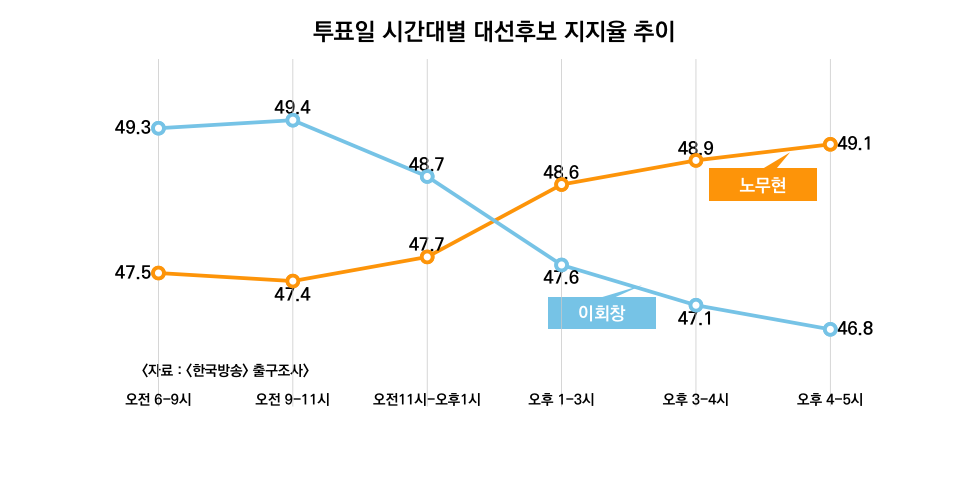 투표일 시간대별 대선후보 지지율 추이
49.3
49.4
48.7
48.6
48.9
49.1
노무현
47.5
47.4
47.7
47.6
이회창
47.1
46.8
<자료 : <한국방송> 출구조사>
오전 6-9시
오전 9-11시
오전11시-오후1시
오후 1-3시
오후 3-4시
오후 4-5시